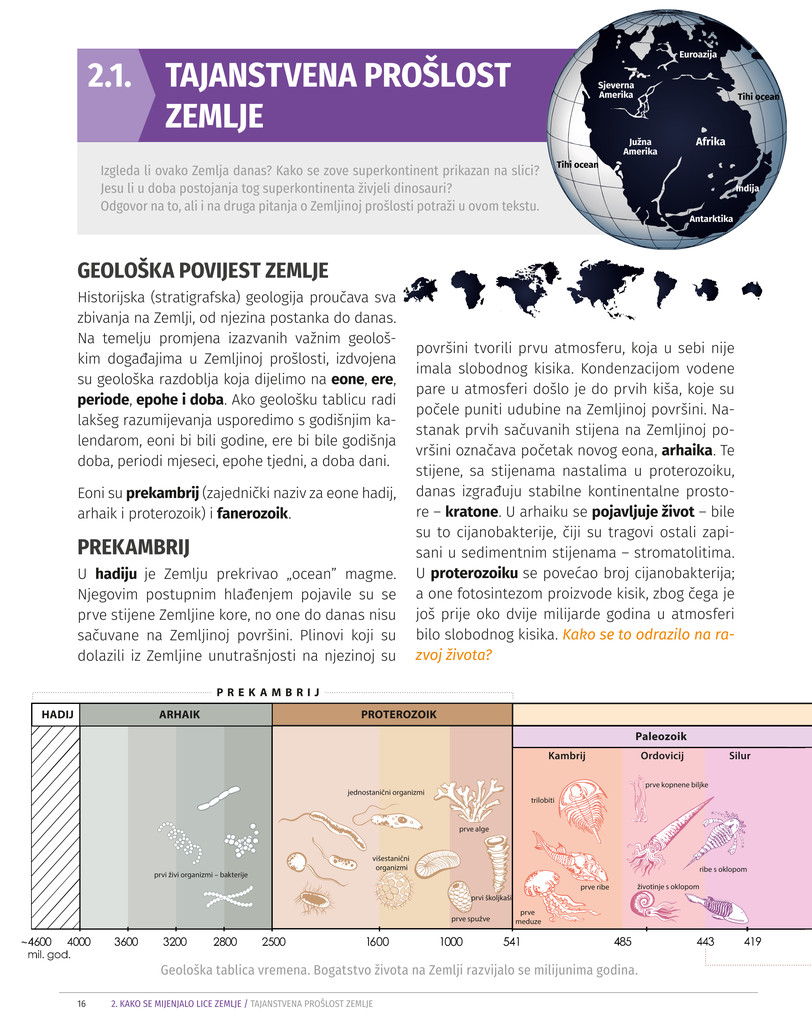 2.1. TAJANSTVENA PROŠLOST
ZEMLJE
Izgleda li ovako Zemlja danas? Kako se zove superkontinent prikazan na slici?
Jesu li u doba postojanja tog superkontinenta živjeli dinosauri?
Odgovor na to, ali i na druga pitanja o Zemljinoj prošlosti potraži u ovom tekstu.
Euroazija
Sjeverna
Amerika
Tihi ocean
Južna
Amerika
Afrika
Tihi ocean
Indija
Antarktika
GEOLOŠKA POVIJEST ZEMLJE
Historijska (stratigrafska) geologija proučava sva
zbivanja na Zemlji, od njezina postanka do danas.
Na temelju promjena izazvanih važnim geološ-
kim događajima u Zemljinoj prošlosti, izdvojena
su geološka razdoblja koja dijelimo na eone, ere,
periode, epohe i doba. Ako geološku tablicu radi
lakšeg razumijevanja usporedimo s godišnjim ka-
lendarom, eoni bi bili godine, ere bi bile godišnja
doba, periodi mjeseci, epohe tjedni, a doba dani.
Eoni su prekambrij (zajednički naziv za eone hadij,
arhaik i proterozoik) i fanerozoik.
PREKAMBRIJ
U hadiju je Zemlju prekrivao „ocean” magme.
Njegovim postupnim hlađenjem pojavile su se
prve stijene Zemljine kore, no one do danas nisu
sačuvane na Zemljinoj površini. Plinovi koji su
dolazili iz Zemljine unutrašnjosti na njezinoj su
površini tvorili prvu atmosferu, koja u sebi nije
imala slobodnog kisika. Kondenzacijom vodene
pare u atmosferi došlo je do prvih kiša, koje su
počele puniti udubine na Zemljinoj površini. Na-
stanak prvih sačuvanih stijena na Zemljinoj po-
vršini označava početak novog eona, arhaika. Te
stijene, sa stijenama nastalima u proterozoiku,
danas izgrađuju stabilne kontinentalne prosto-
re – kratone. U arhaiku se pojavljuje život – bile
su to cijanobakterije, čiji su tragovi ostali zapi-
sani u sedimentnim stijenama – stromatolitima.
U proterozoiku se povećao broj cijanobakterija;
a one fotosintezom proizvode kisik, zbog čega je
još prije oko dvije milijarde godina u atmosferi
bilo slobodnog kisika. Kako se to odrazilo na ra-
zvoj života?
PREKAMBRIJ
HADIJ ARHAIK PROTEROZOIK
Paleozoik
Kambrij Ordovicij Silur
prvi živi organizmi – bakterije
jednostanični organizmi
višestanični
organizmi
prve alge
prvi školjkaši
prve spužve
trilobiti
prve ribe
prve
meduze
prve kopnene biljke
ribe s oklopom
životinje s oklopom
~4600 4000 3600 3200 2800 2500 1600 1000 541 485 443 419
mil. god.
Geološka tablica vremena. Bogatstvo života na Zemlji razvijalo se milijunima godina.
16 2. KAKO SE MIJENJALO LICE ZEMLJE / TAJANSTVENA PROŠLOST ZEMLJE